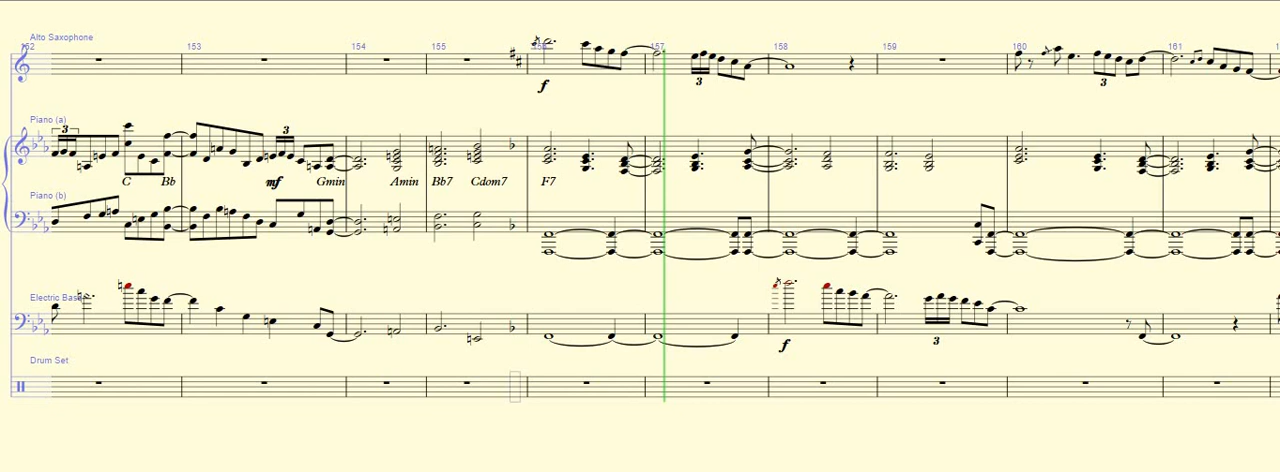 Alto Saxophone
152 153 154 155 156 157 158 159 160 161
f
3
3
Piano (a)
3
3
C Bb mf Gmin Amin Bb7 Cdom7 F7
Piano (b)
Electric Bass
f
3
Drum Set